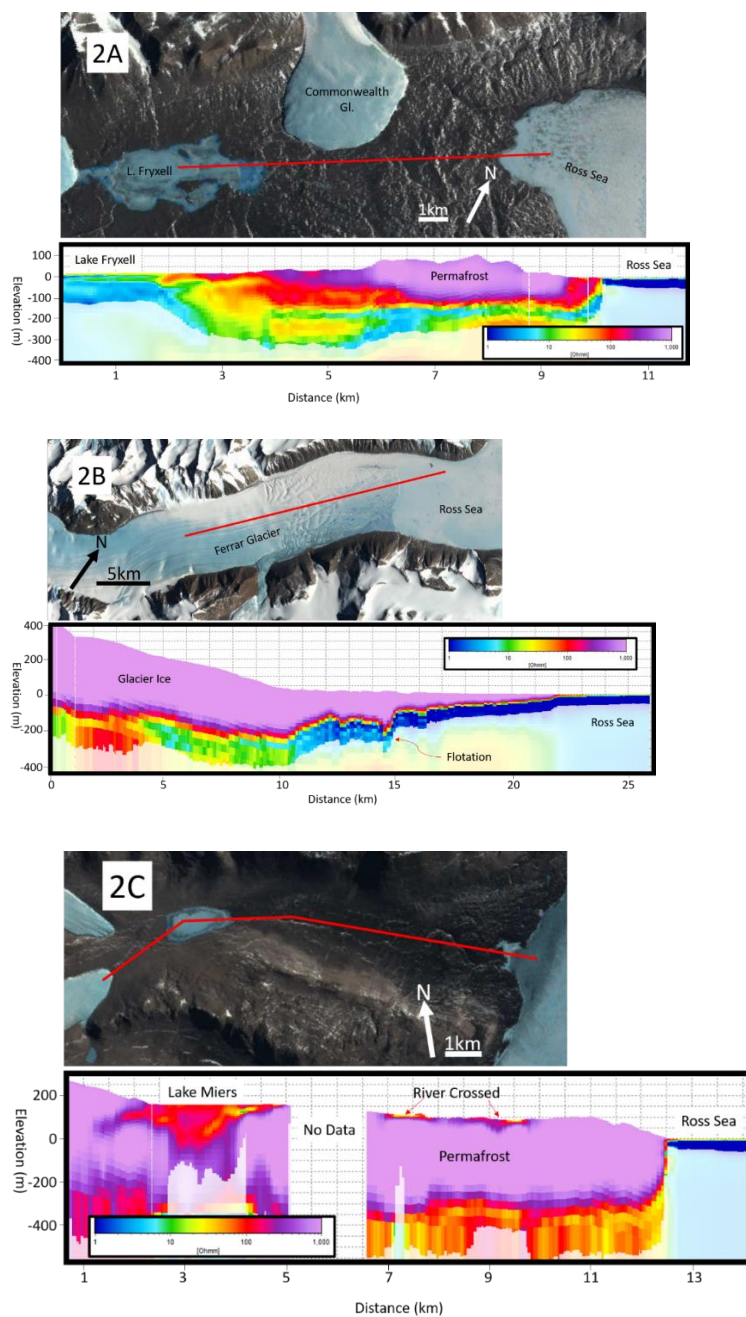 2A
Commonwealth
Gl.
L. Fryxell
Ross Sea
N
1km
Elevation (m)
100
0
-100
-200
-300
-400
Lake Fryxell
Permafrost
Ross Sea
1 10 100 1,000
[Ohmm]
1 3 5 7 9 11
Distance (km)
2B
Ross Sea
Ferrar Glacier
N
5km
Elevation (m)
400
200
0
-200
-400
Glacier Ice
1 10 100 1,000
[Ohmm]
Ross Sea
Flotation
0 5 10 15 20 25
Distance (km)
2C
N
1km
Elevation (m)
200
0
-200
-400
Lake Miers
River Crossed
No Data
Ross Sea
Permafrost
1 10 100 1,000
[Ohmm]
1 3 5 7 9 11 13
Distance (km)